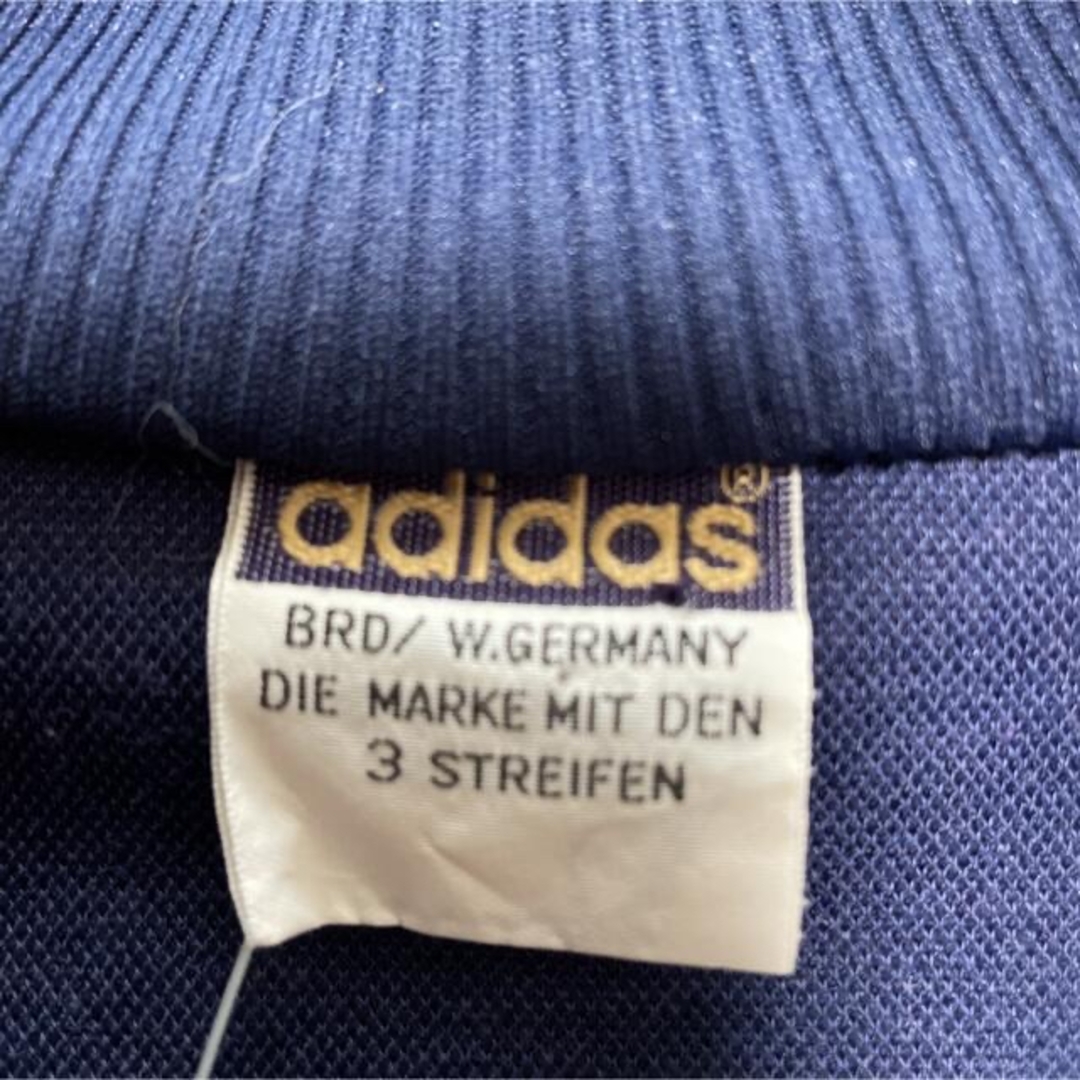 adidas®
BRD/ W.GERMANY
DIE MARKE MIT DEN
3 STREIFEN